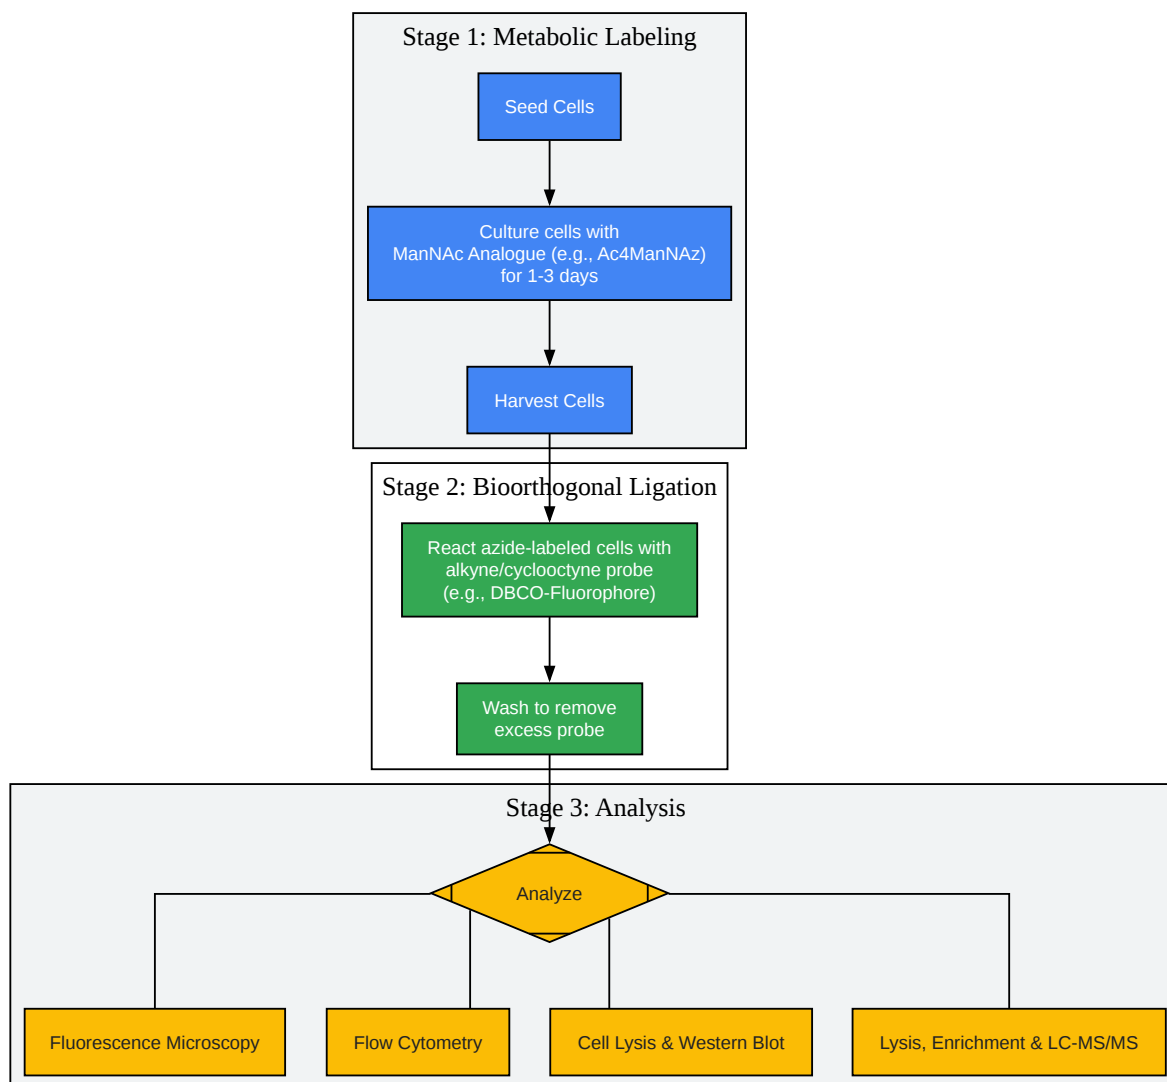 Stage 1: Metabolic Labeling
Seed Cells
Culture cells with
ManNAc Analogue (e.g., Ac4ManNAz)
for 1-3 days
Harvest Cells
Stage 2: Bioorthogonal Ligation
React azide-labeled cells with
alkyne/cyclooctyne probe
(e.g., DBCO-Fluorophore)
Wash to remove
excess probe
Stage 3: Analysis
Analyze
Fluorescence Microscopy
Flow Cytometry
Cell Lysis & Western Blot
Lysis, Enrichment & LC-MS/MS